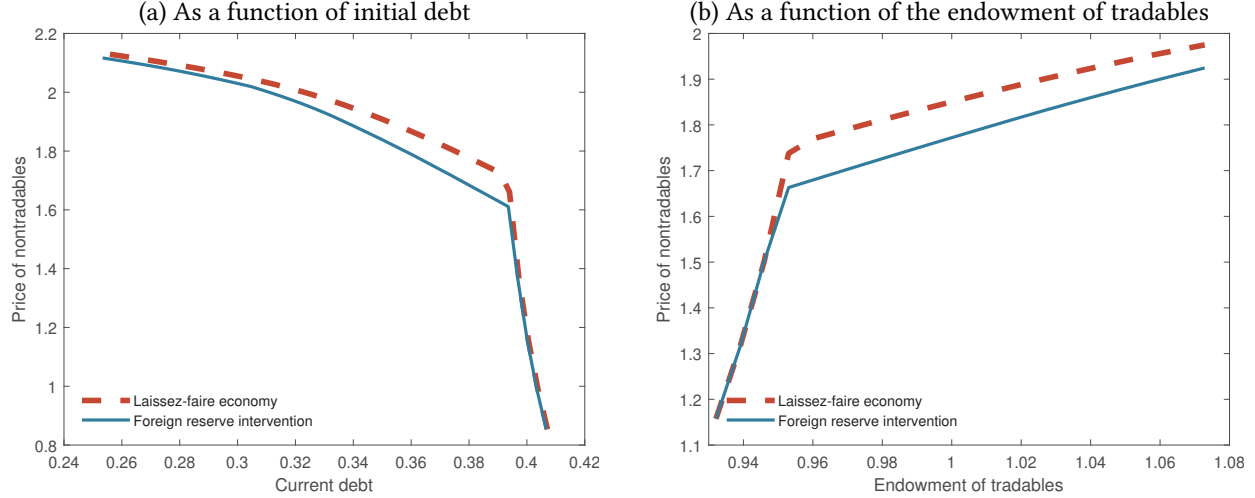 (a) As a function of initial debt
2.2
2
1.8
1.6
1.4
1.2
1
0.8
Price of nontradables
Laissez-faire economy
Foreign reserve intervention
0.24 0.26 0.28 0.3 0.32 0.34 0.36 0.38 0.4 0.42
Current debt
(b) As a function of the endowment of tradables
2
1.9
1.8
1.7
1.6
1.5
1.4
1.3
1.2
1.1
Price of nontradables
Laissez-faire economy
Foreign reserve intervention
0.94 0.96 0.98 1 1.02 1.04 1.06 1.08
Endowment of tradables